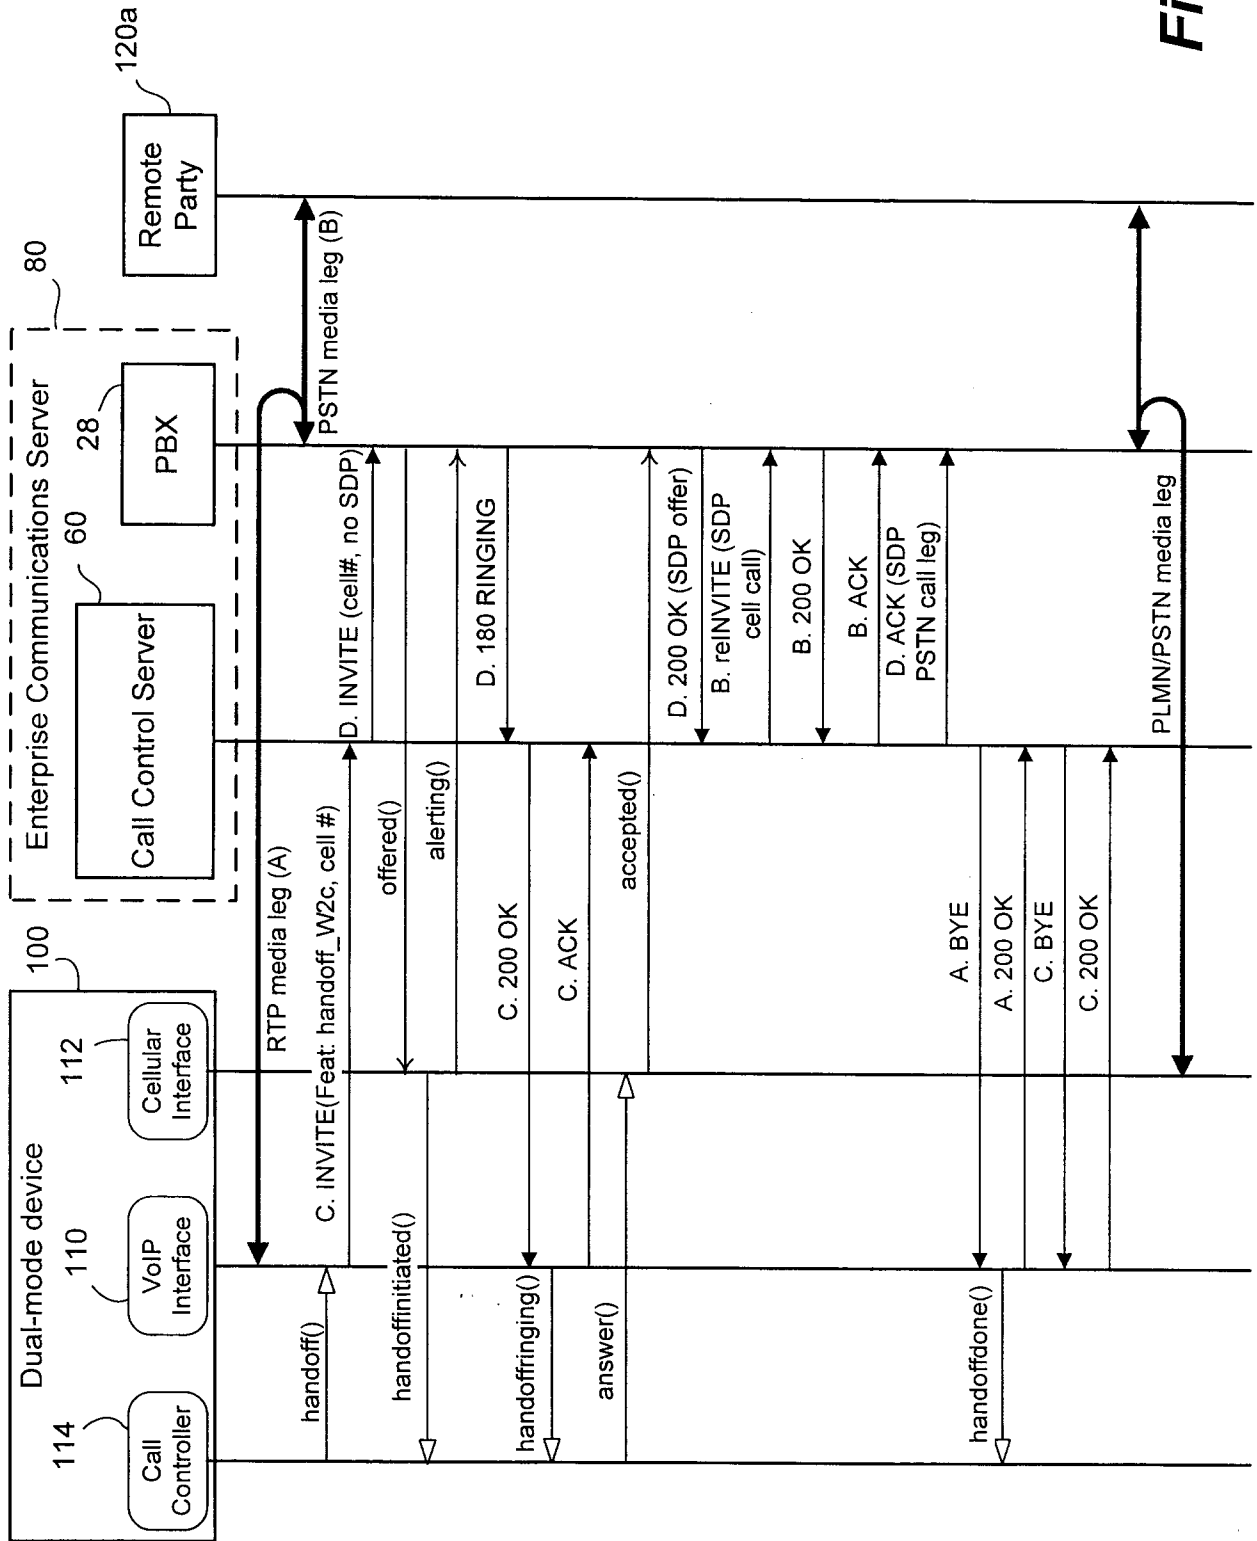 Dual-mode device
100
114
Call
Controller
110
VoIP
Interface
112
Cellular
Interface
Enterprise Communications Server
80
60
Call Control Server
28
PBX
120a
Remote
Party
RTP media leg (A)
PSTN media leg (B)
handoff()
C. INVITE(Feat: handoff_W2c, cell #)
D. INVITE (cell#, no SDP)
offered()
handoffinitiated()
alerting()
D. 180 RINGING
C. 200 OK
handoffringing()
C. ACK
answer()
accepted()
D. 200 OK (SDP offer)
B. reINVITE (SDP
cell call)
B. 200 OK
B. ACK
D. ACK (SDP
PSTN call leg)
A. BYE
handoffdone()
A. 200 OK
C. BYE
C. 200 OK
PLMN/PSTN media leg
Fi